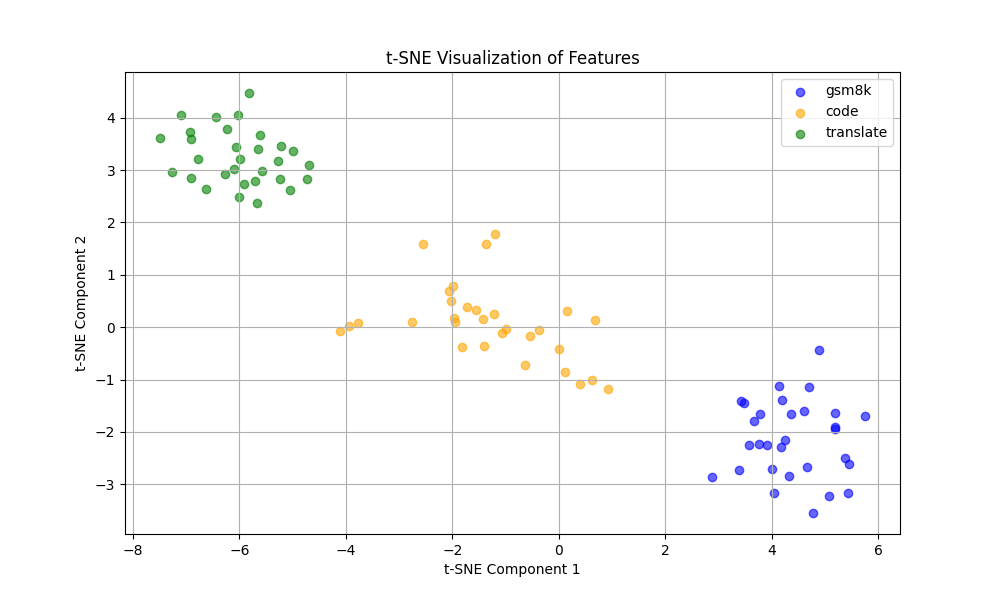 t-SNE Visualization of Features
gsm8k
code
translate
4
3
2
1
0
−1
−2
−3
t-SNE Component 2
−8
−6
−4
−2
0
2
4
6
t-SNE Component 1